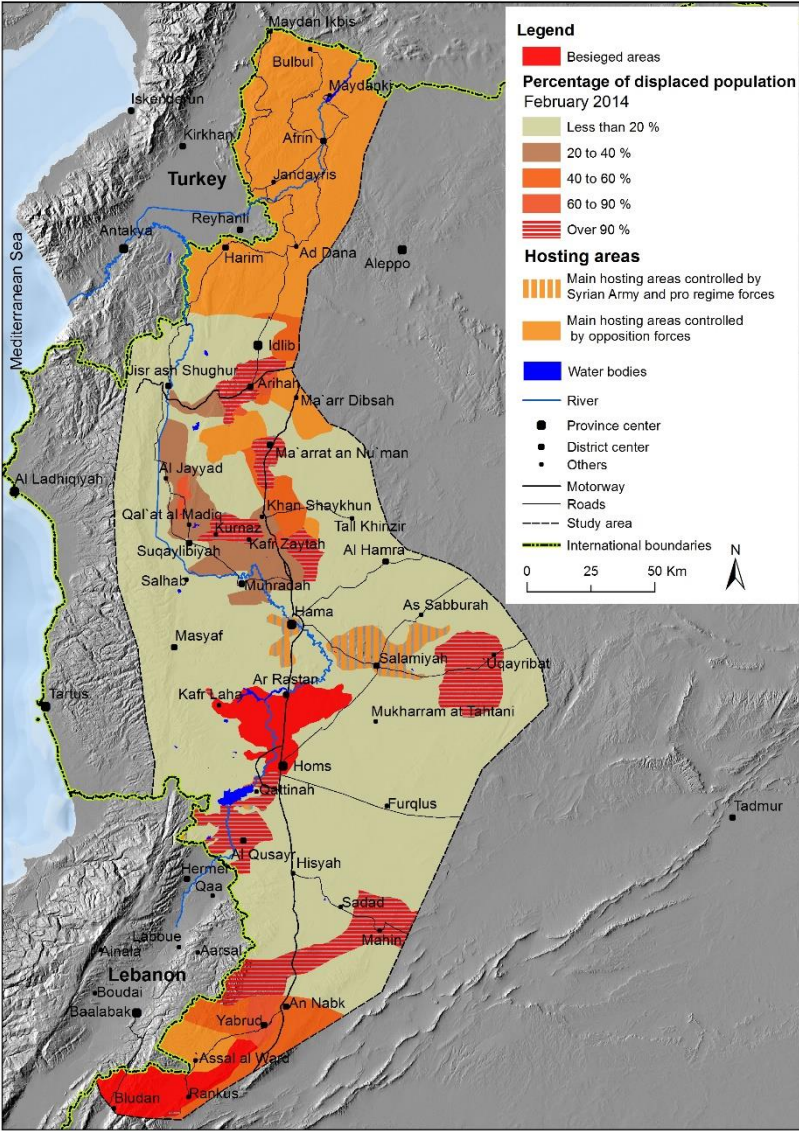 Maydan Ikbis
Bulbul
Maydanki
Iskenderun
Kirkhan
Afrin
Turkey
Jandayris
Reyhanli
Antakya
Harim
Ad Dana
Aleppo
Mediterranean Sea
Idlib
Jisr ash Shughur
Arihah
Ma`arr Dibsah
Ma`arrat an Nu`man
Al Jayyad
Al Ladhiqiyah
Khan Shaykhun
Qal`at al Madiq
Tall Khinzir
Kurnaz
Kafr Zaytah
Suqaylibiyah
Al Hamra
Salhab
Muhradah
As Sabburah
Hama
Masyaf
Salamiyah
Uqayribat
Ar Rastan
Kafr Laha
Tartus
Mukharram at Tahtani
Homs
Qattinah
Furqlus
Tadmur
Al Qusayr
Hisyah
Hermel
Qaa
Sadad
Mahin
Laboue
Ainata
Aarsal
Lebanon
Boudai
Baalabak
An Nabk
Yabrud
Assal al Ward
Rankus
Bludan
Legend
Besieged areas
Percentage of displaced population
February 2014
Less than 20 %
20 to 40 %
40 to 60 %
60 to 90 %
Over 90 %
Hosting areas
Main hosting areas controlled by
Syrian Army and pro regime forces
Main hosting areas controlled
by opposition forces
Water bodies
River
Province center
District center
Others
Motorway
Roads
Study area
International boundaries
N
0 25 50 Km